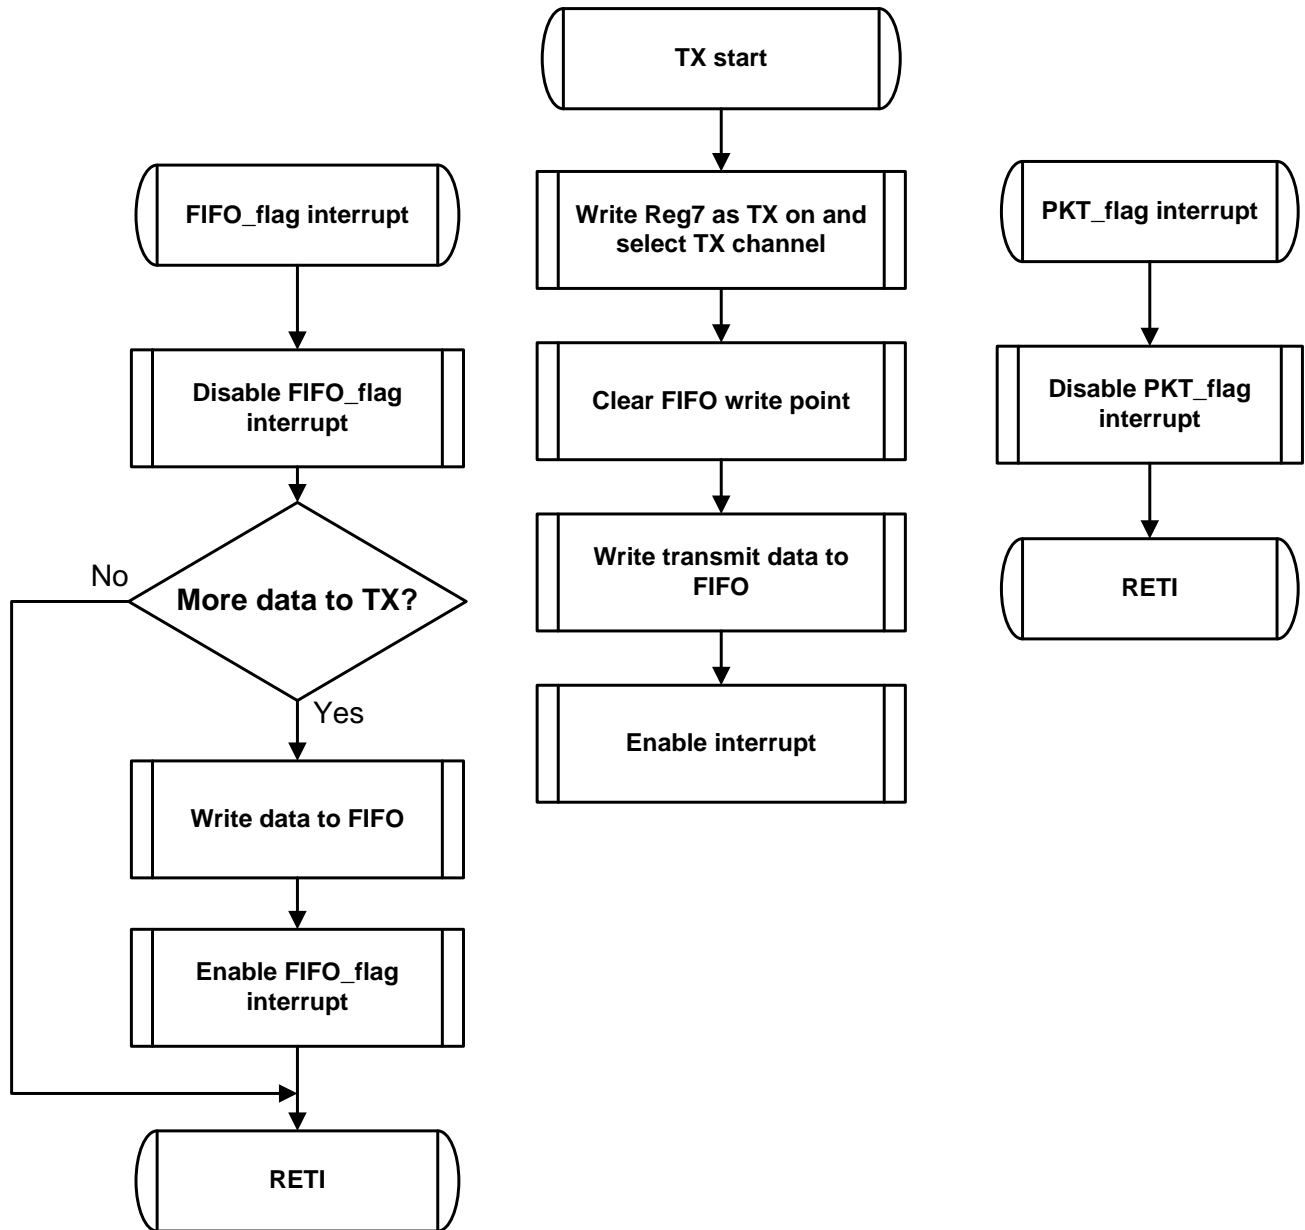 FIFO_flag interrupt
Disable FIFO_flag
interrupt
More data to TX?
No
Yes
Write data to FIFO
Enable FIFO_flag
interrupt
RETI
TX start
Write Reg7 as TX on and
select TX channel
Clear FIFO write point
Write transmit data to
FIFO
Enable interrupt
PKT_flag interrupt
Disable PKT_flag
interrupt
RETI